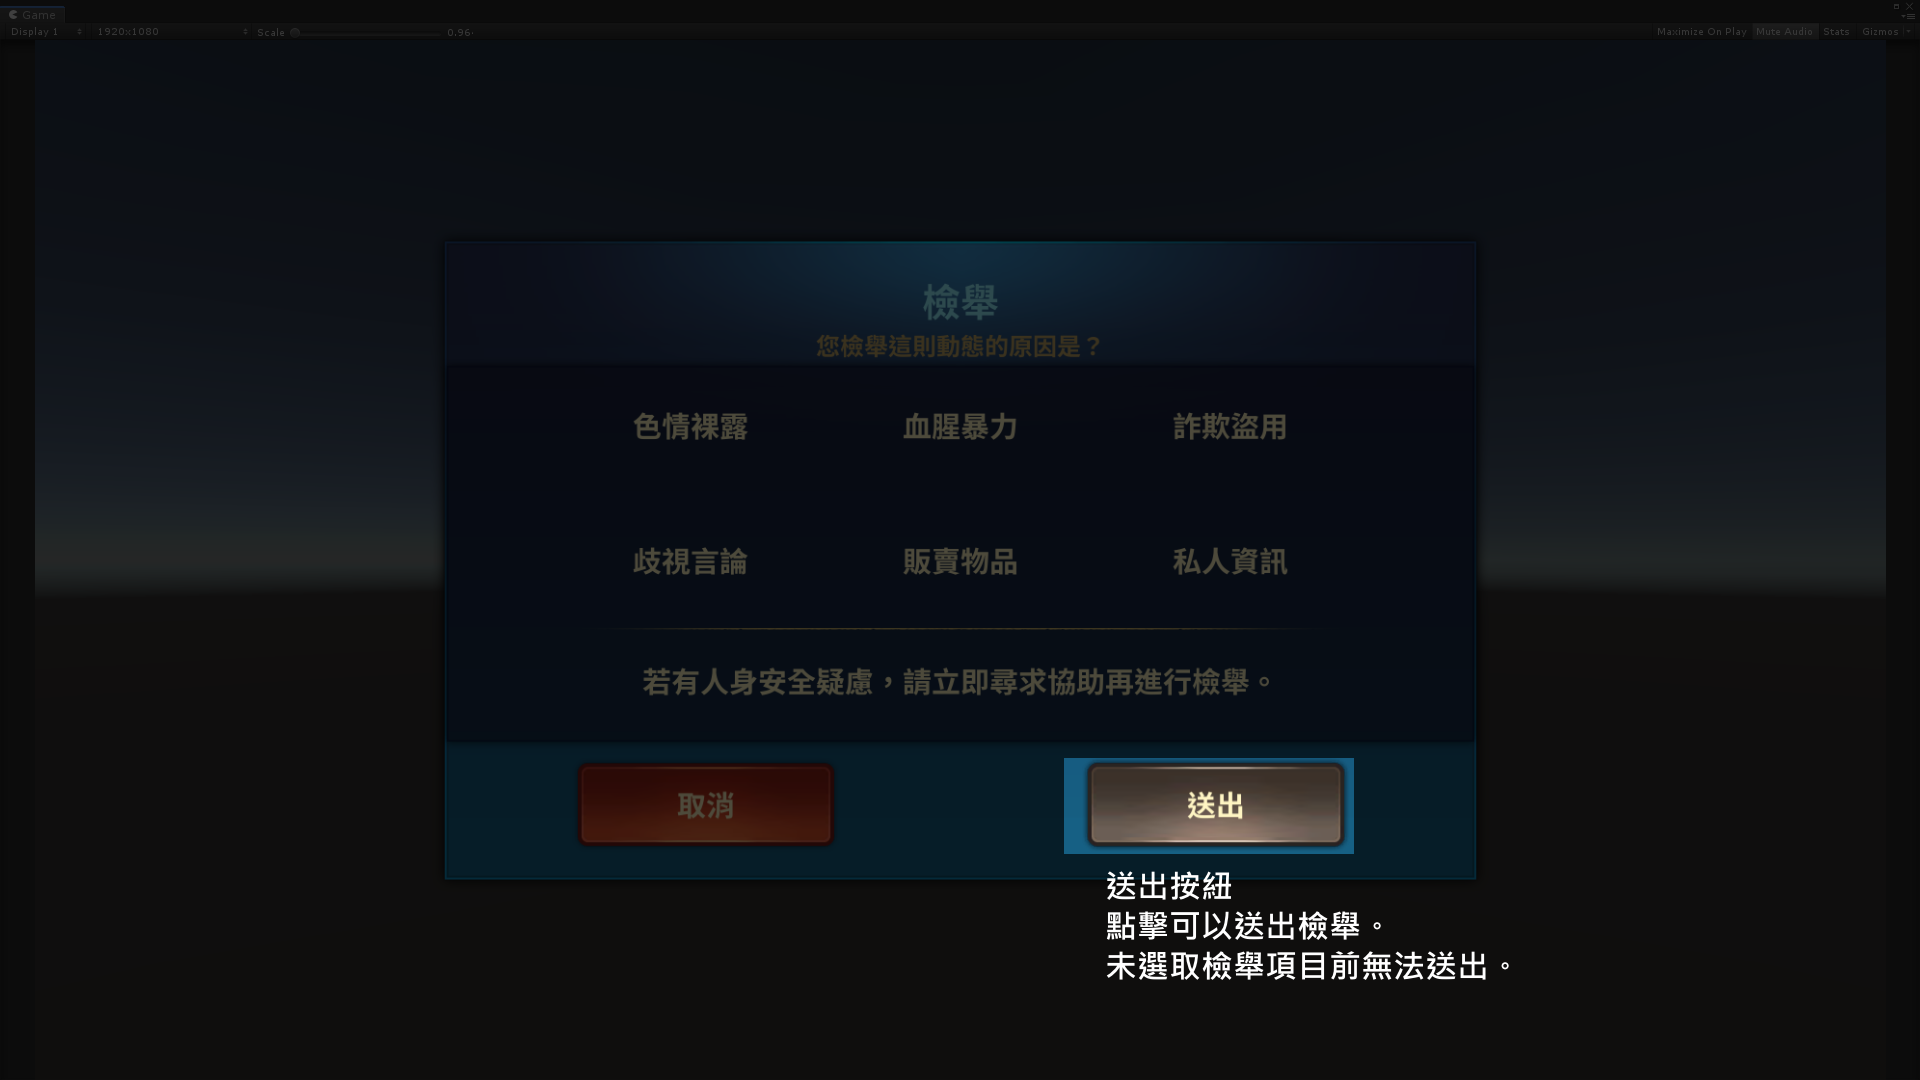 Game
Display 1 1920x1080 Scale 0.96 Maximize On Play Mute Audio Stats Gizmos
檢舉
您檢舉這則動態的原因是？
色情裸露 血腥暴力 詐欺盜用
歧視言論 販賣物品 私人資訊
若有人身安全疑慮，請立即尋求協助再進行檢舉。
取消 送出
送出按紐
點擊可以送出檢舉。
未選取檢舉項目前無法送出。